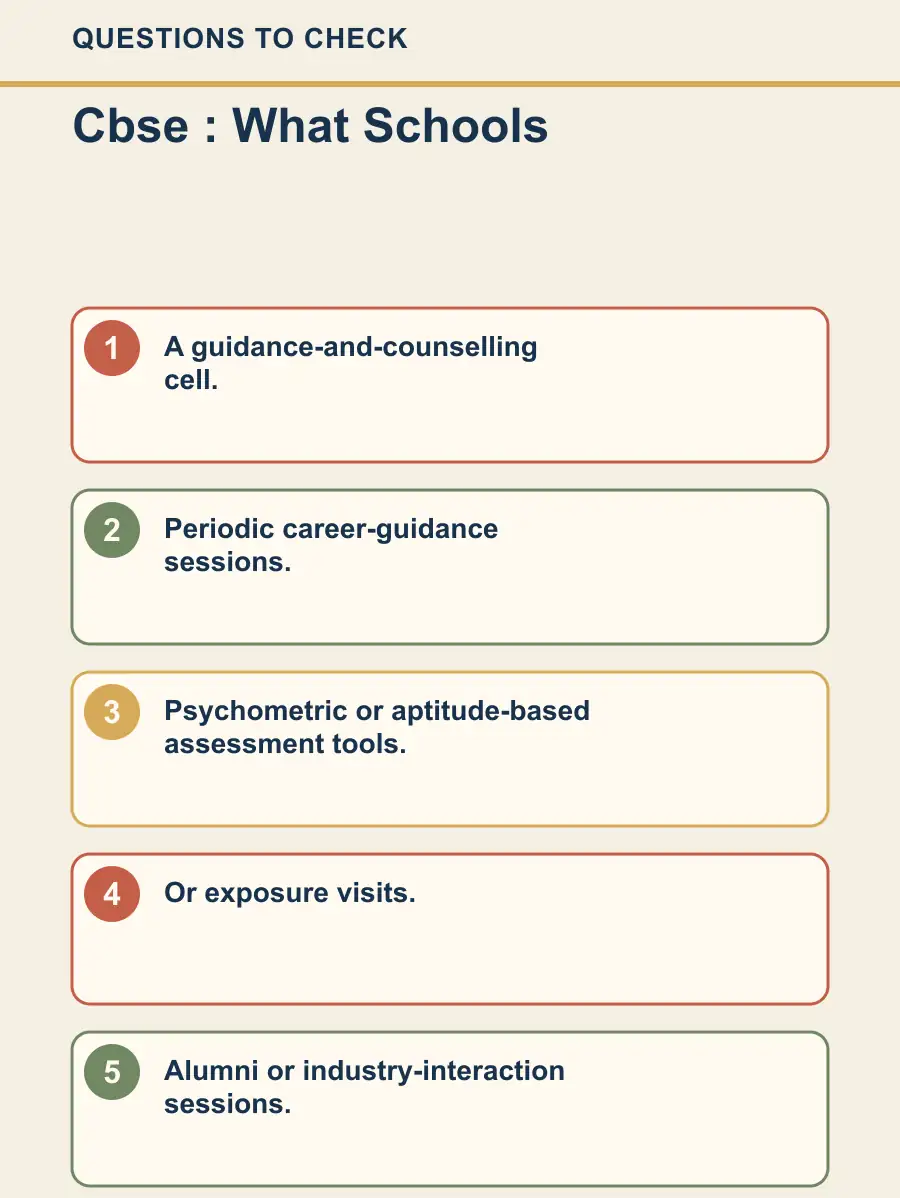 QUESTIONS TO CHECK
Cbse : What Schools
1
A guidance-and-counselling
cell.
2
Periodic career-guidance
sessions.
3
Psychometric or aptitude-based
assessment tools.
4
Or exposure visits.
5
Alumni or industry-interaction
sessions.